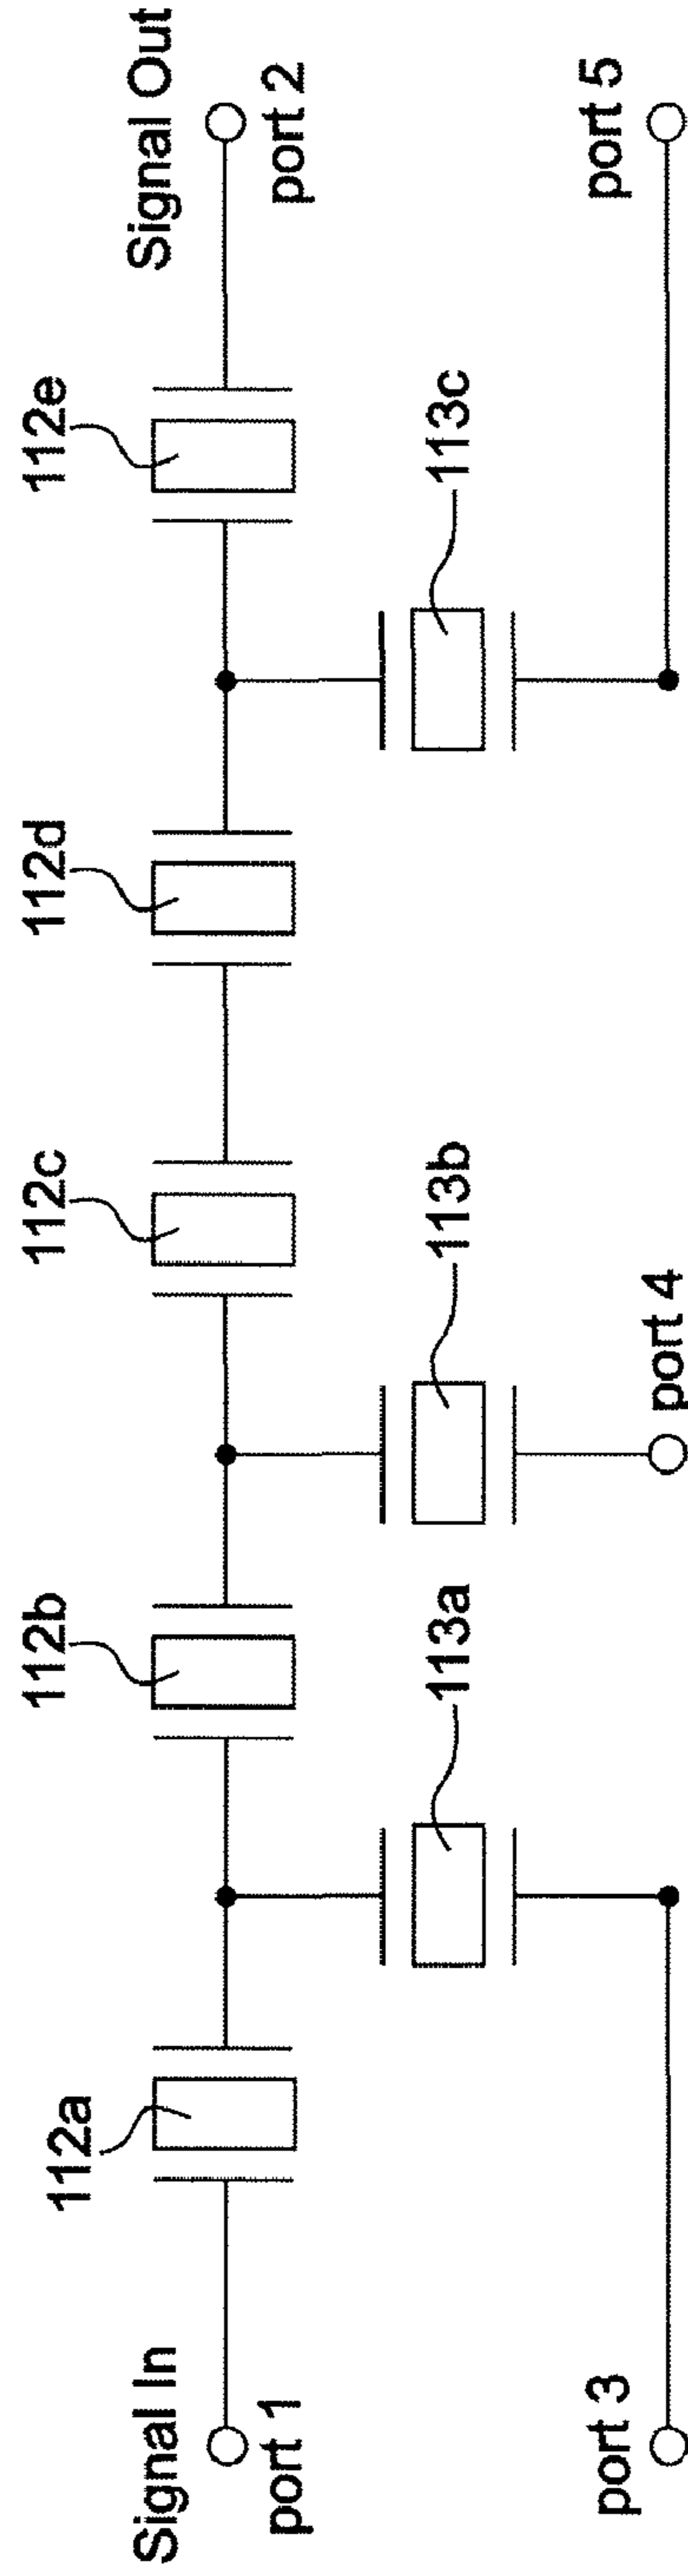 112a
112b
112c
112d
112e
Signal In
port 1
Signal Out
port 2
113a
113b
113c
port 3
port 4
port 5